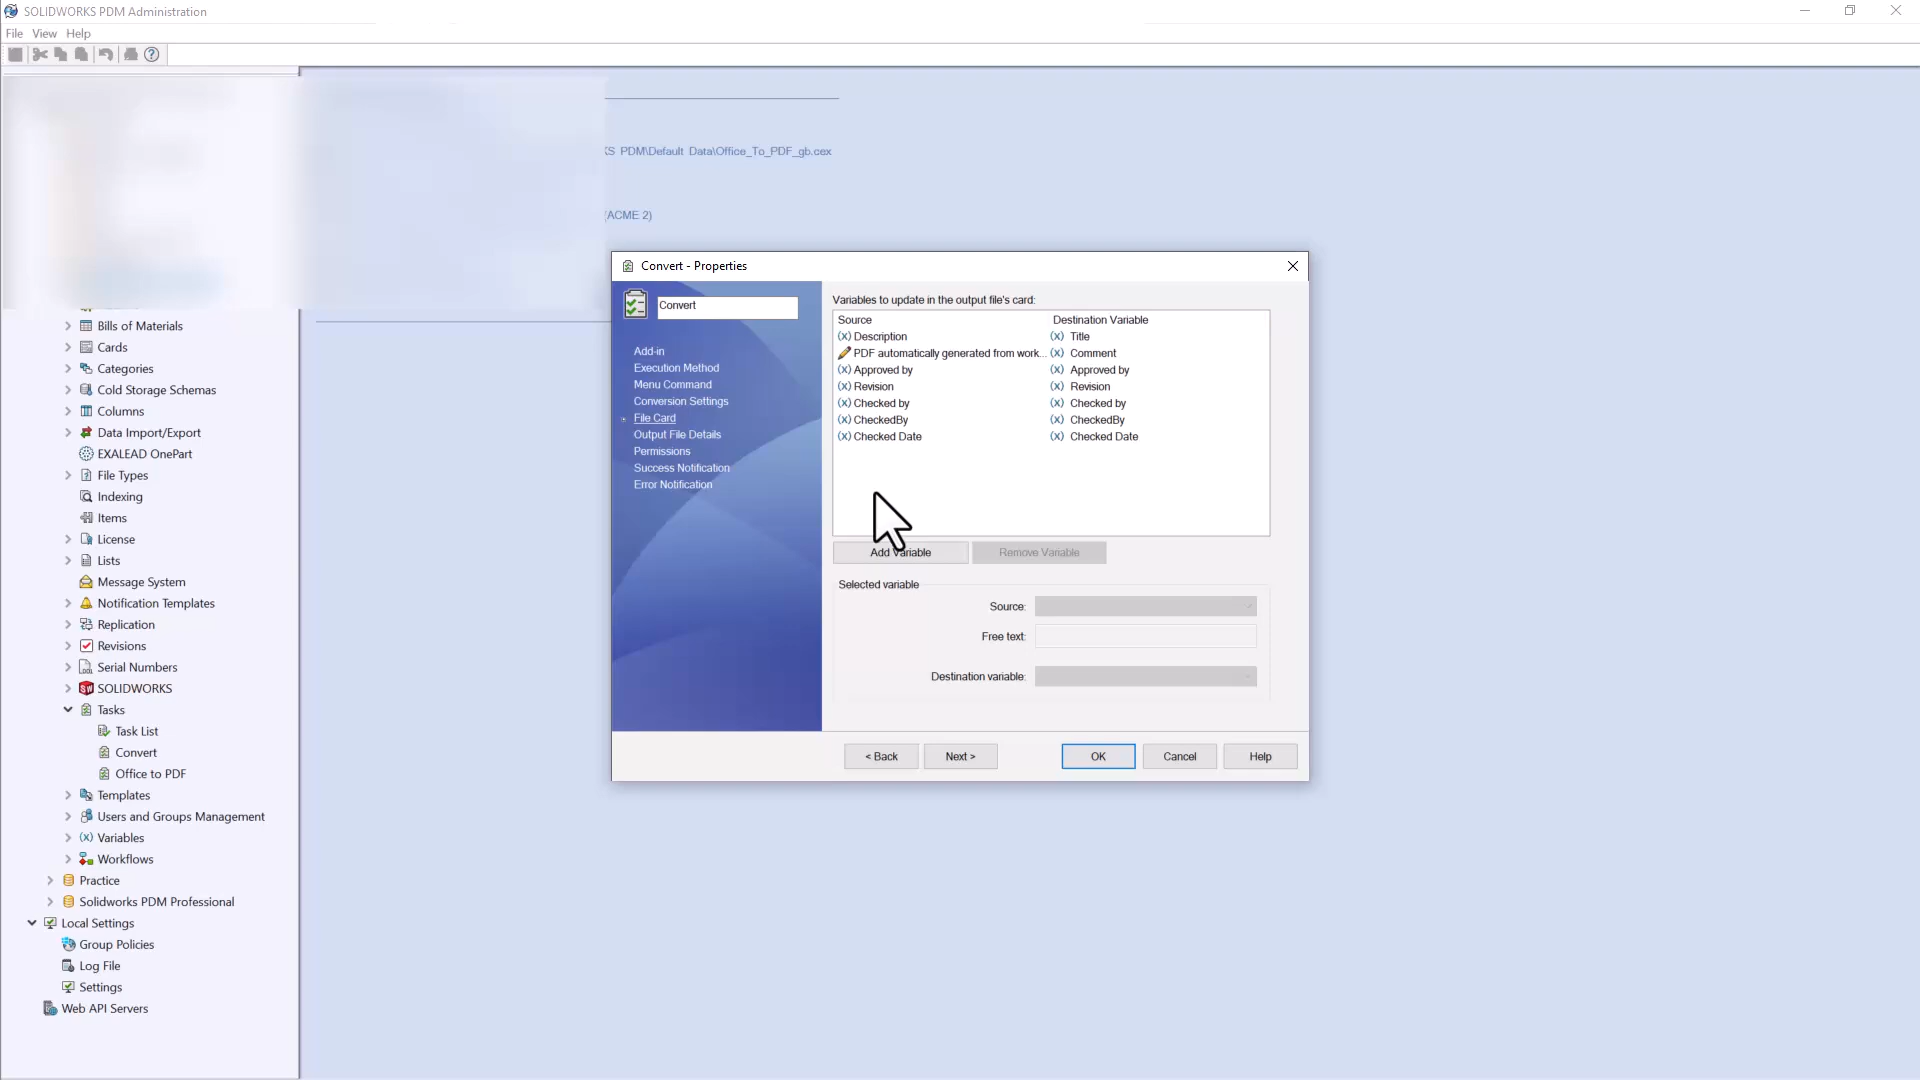 SOLIDWORKS PDM Administration
File View Help
KS PDM\Default Data\Office_To_PDF_gb.cex
(ACME 2)
Bills of Materials
Cards
Categories
Cold Storage Schemas
Columns
Data Import/Export
EXALEAD OnePart
File Types
Indexing
Items
License
Lists
Message System
Notification Templates
Replication
Revisions
Serial Numbers
SOLIDWORKS
Tasks
Task List
Convert
Office to PDF
Templates
Users and Groups Management
Variables
Workflows
Practice
Solidworks PDM Professional
Local Settings
Group Policies
Log File
Settings
Web API Servers
Convert - Properties
Convert
Add-in
Execution Method
Menu Command
Conversion Settings
File Card
Output File Details
Permissions
Success Notification
Error Notification
Variables to update in the output file's card:
Source Destination Variable
(x) Description (x) Title
PDF automatically generated from work... (x) Comment
(x) Approved by (x) Approved by
(x) Revision (x) Revision
(x) Checked by (x) Checked by
(x) CheckedBy (x) CheckedBy
(x) Checked Date (x) Checked Date
Add Variable Remove Variable
Selected variable
Source:
Free text:
Destination variable:
< Back Next > OK Cancel Help